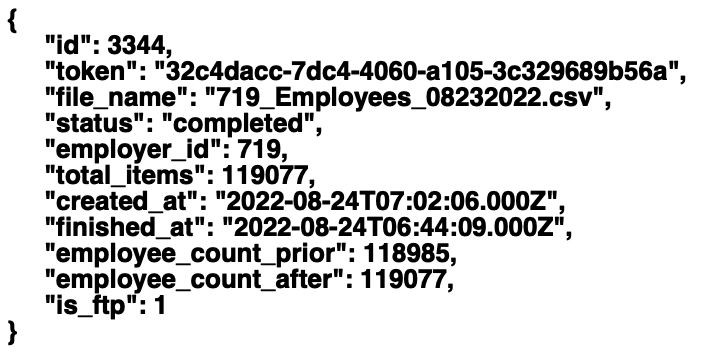 {
"id": 3344,
"token": "32c4dacc-7dc4-4060-a105-3c329689b56a",
"file_name": "719_Employees_08232022.csv",
"status": "completed",
"employer_id": 719,
"total_items": 119077,
"created_at": "2022-08-24T07:02:06.000Z",
"finished_at": "2022-08-24T06:44:09.000Z",
"employee_count_prior": 118985,
"employee_count_after": 119077,
"is_ftp": 1
}